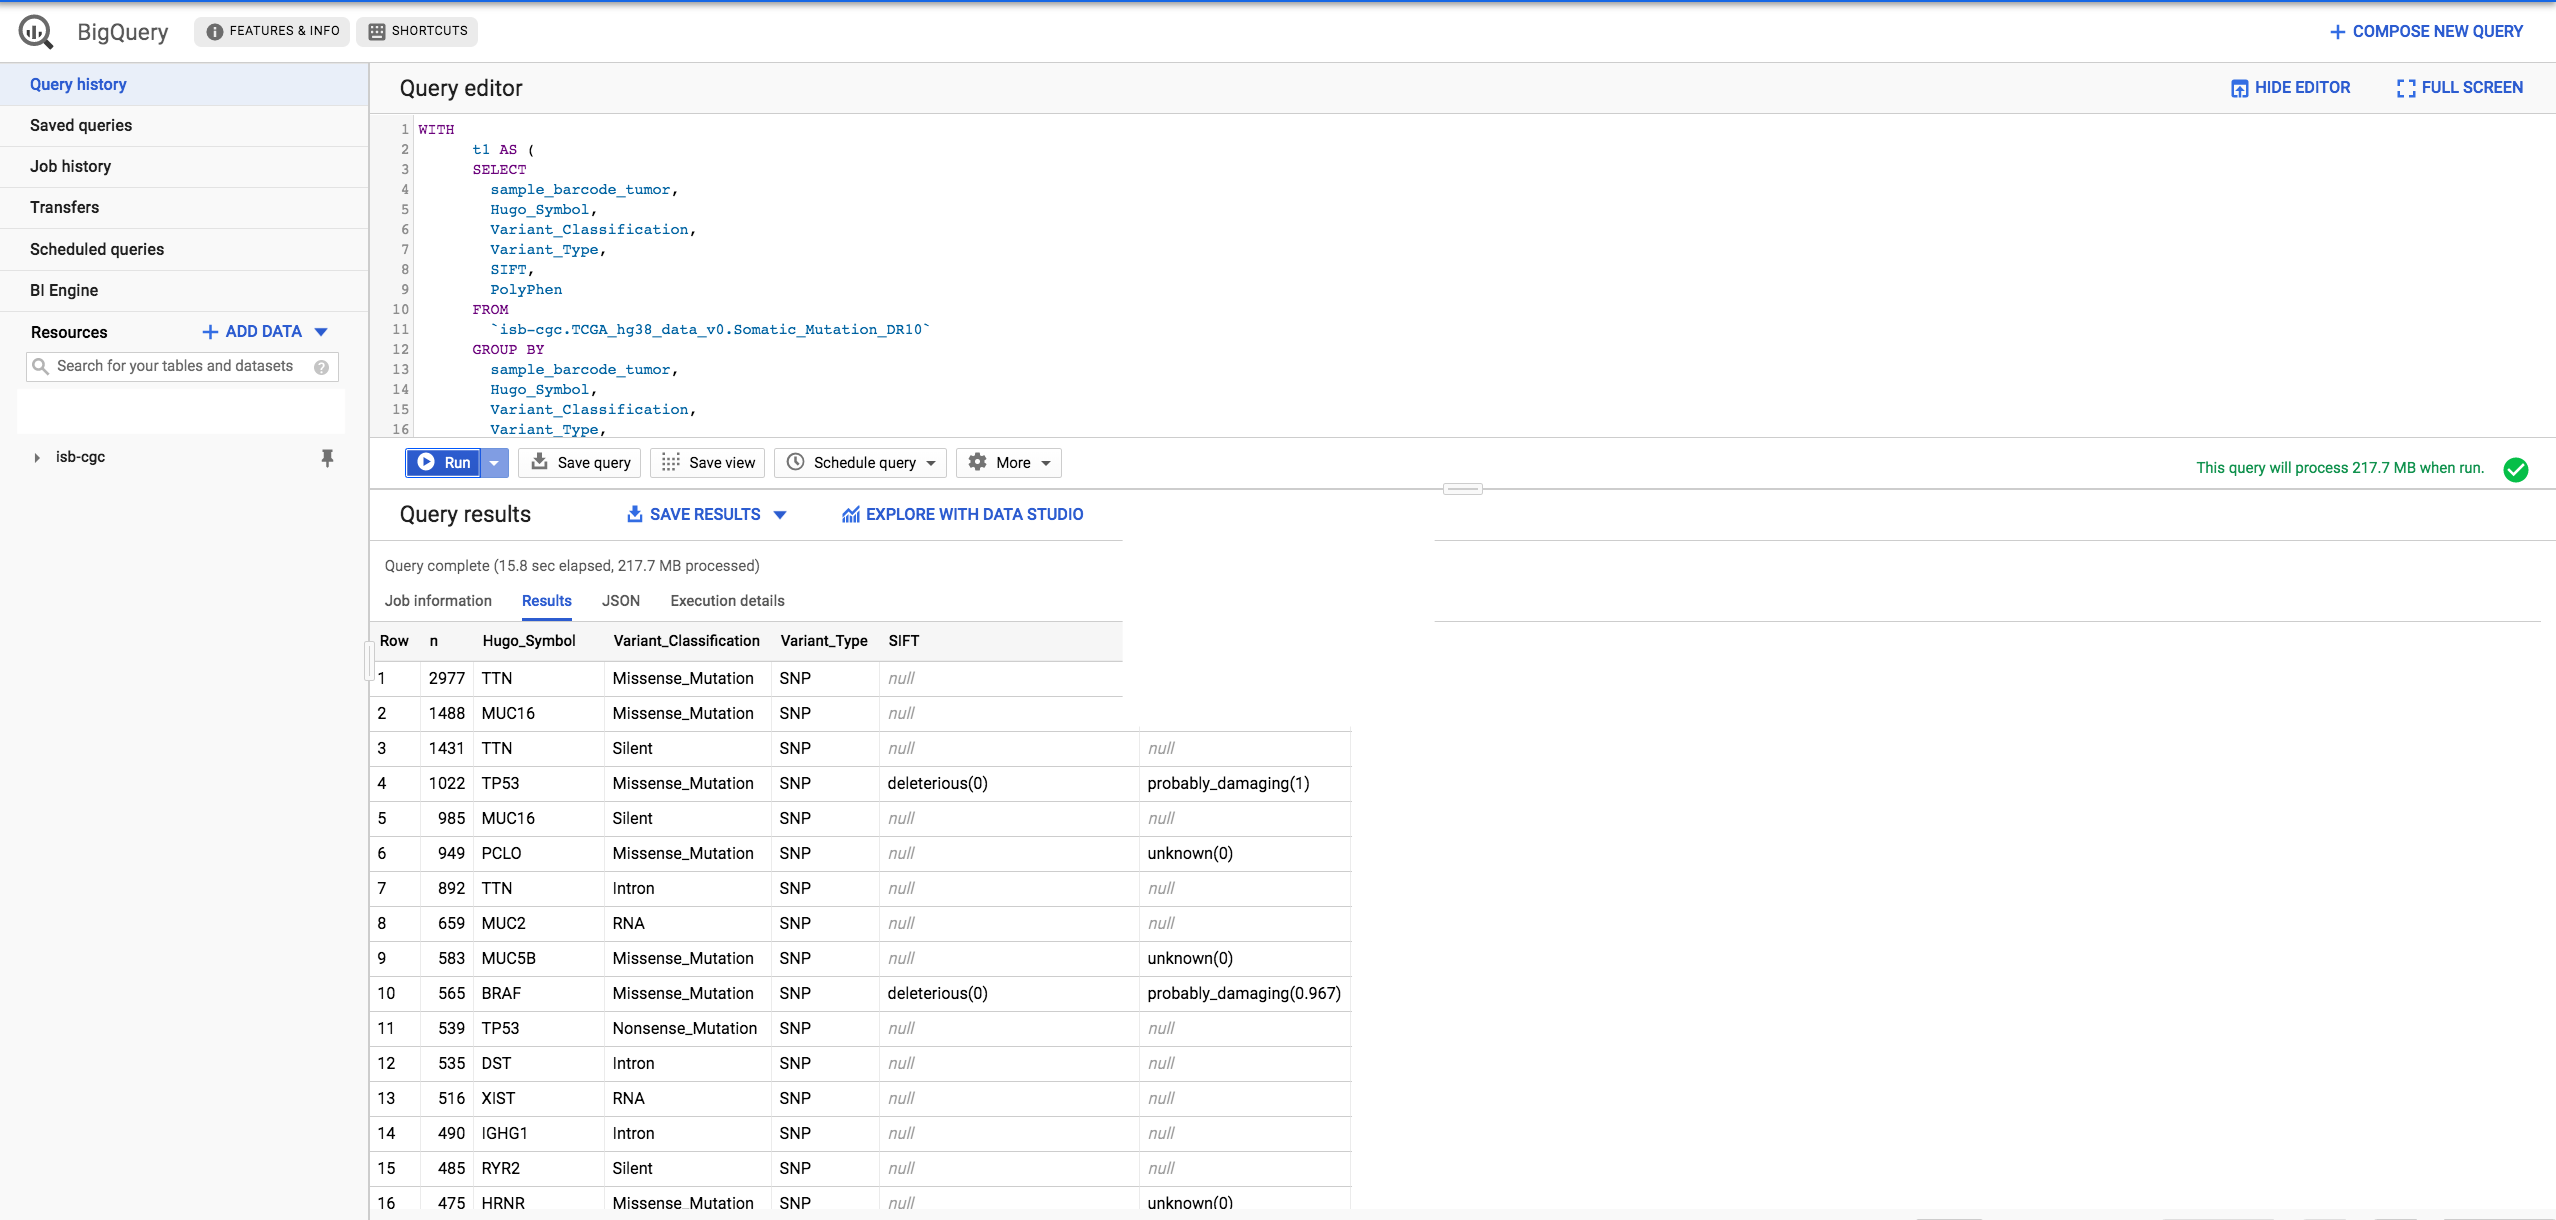 BigQuery FEATURES & INFO SHORTCUTS COMPOSE NEW QUERY
Query history
Saved queries
Job history
Transfers
Scheduled queries
BI Engine
Resources ADD DATA
Search for your tables and datasets ?
isb-cgc
Query editor HIDE EDITOR FULL SCREEN
1 WITH
2 t1 AS (
3 SELECT
4 sample_barcode_tumor,
5 Hugo_Symbol,
6 Variant_Classification,
7 Variant_Type,
8 SIFT,
9 PolyPhen
10 FROM
11 `isb-cgc.TCGA_hg38_data_v0.Somatic_Mutation_DR10`
12 GROUP BY
13 sample_barcode_tumor,
14 Hugo_Symbol,
15 Variant_Classification,
16 Variant_Type,
Run Save query Save view Schedule query More This query will process 217.7 MB when run.
Query results SAVE RESULTS EXPLORE WITH DATA STUDIO
Query complete (15.8 sec elapsed, 217.7 MB processed)
Job information Results JSON Execution details
Row n Hugo_Symbol Variant_Classification Variant_Type SIFT
1 2977 TTN Missense_Mutation SNP null
2 1488 MUC16 Missense_Mutation SNP null
3 1431 TTN Silent SNP null null
4 1022 TP53 Missense_Mutation SNP deleterious(0) probably_damaging(1)
5 985 MUC16 Silent SNP null null
6 949 PCLO Missense_Mutation SNP null unknown(0)
7 892 TTN Intron SNP null null
8 659 MUC2 RNA SNP null null
9 583 MUC5B Missense_Mutation SNP null unknown(0)
10 565 BRAF Missense_Mutation SNP deleterious(0) probably_damaging(0.967)
11 539 TP53 Nonsense_Mutation SNP null null
12 535 DST Intron SNP null null
13 516 XIST RNA SNP null null
14 490 IGHG1 Intron SNP null null
15 485 RYR2 Silent SNP null null
16 475 HRNR Missense_Mutation SNP null unknown(0)